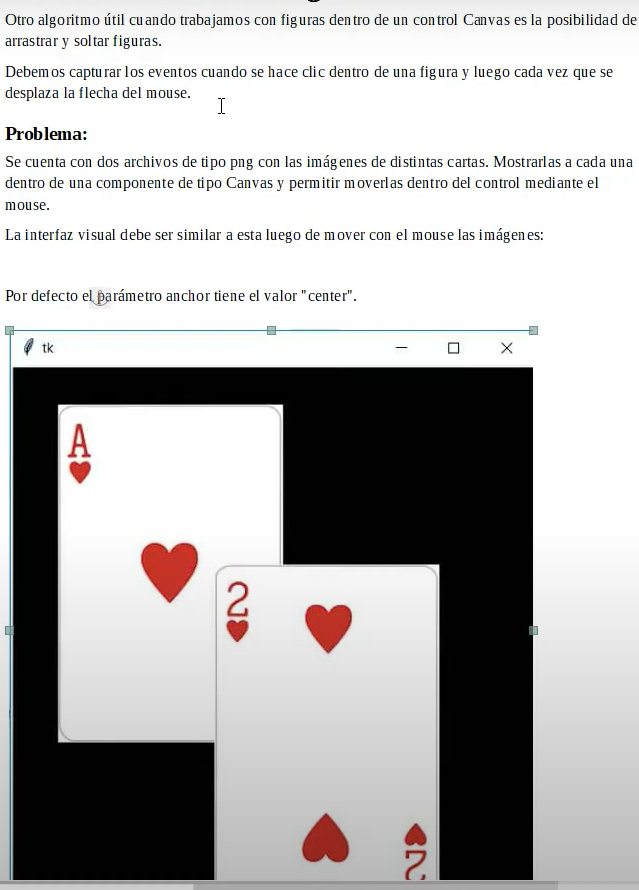 Otro algoritmo útil cuando trabajamos con figuras dentro de un control Canvas es la posibilidad de
arrastrar y soltar figuras.
Debemos capturar los eventos cuando se hace clic dentro de una figura y luego cada vez que se
desplaza la flecha del mouse.
Problema:
Se cuenta con dos archivos de tipo png con las imágenes de distintas cartas. Mostrarlas a cada una
dentro de una componente de tipo Canvas y permitir moverlas dentro del control mediante el
mouse.
La interfaz visual debe ser similar a esta luego de mover con el mouse las imágenes:
Por defecto el parámetro anchor tiene el valor "center".
tk
A
2
2